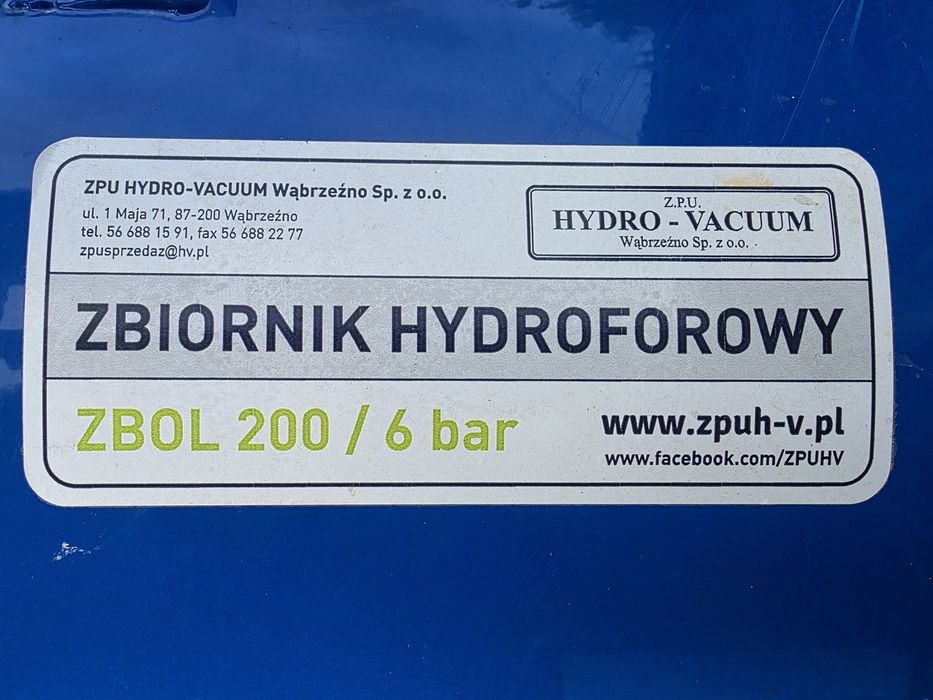 ZPU HYDRO-VACUUM Wąbrzeźno Sp. z o.o.
ul. 1 Maja 71, 87-200 Wąbrzeźno
tel. 56 688 15 91, fax 56 688 22 77
zpusprzedaz@hv.pl
Z.P.U.
HYDRO - VACUUM
Wąbrzeźno Sp. z o.o.
ZBIORNIK HYDROFOROWY
ZBOL 200 / 6 bar
www.zpuh-v.pl
www.facebook.com/ZPUHV